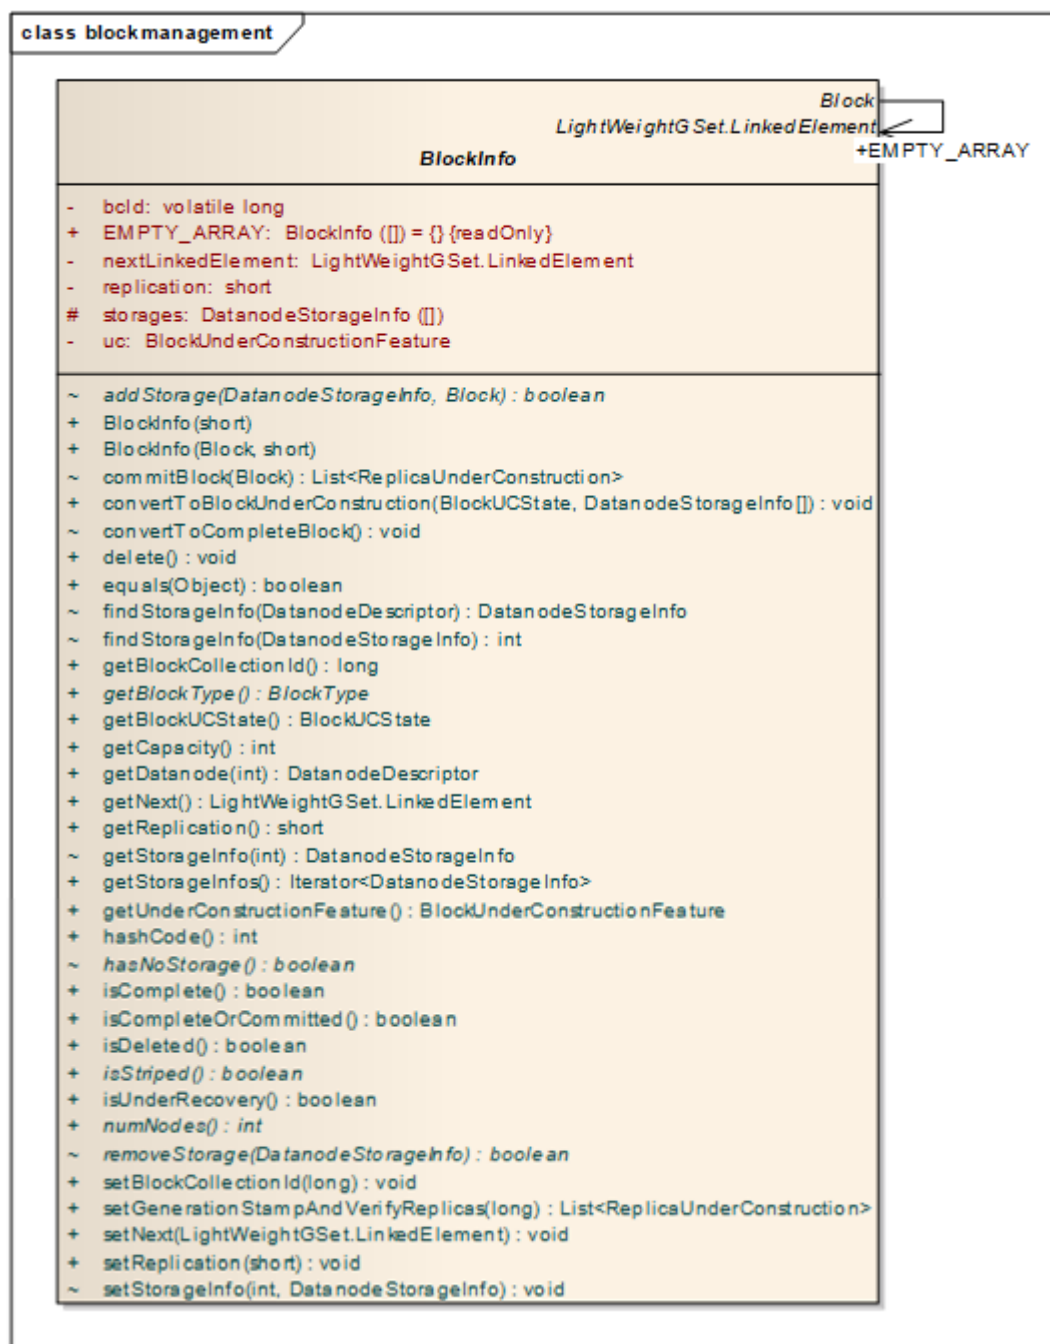 class blockmanagement
Block
LightWeightGSet.LinkedElement
+EMPTY_ARRAY
BlockInfo
- bcId: volatile long
+ EMPTY_ARRAY: BlockInfo ([]) = {} {readOnly}
- nextLinkedElement: LightWeightGSet.LinkedElement
- replication: short
# storages: DatanodeStorageInfo ([])
- uc: BlockUnderConstructionFeature
~ addStorage(DatanodeStorageInfo, Block) : boolean
+ BlockInfo(short)
+ BlockInfo(Block, short)
~ commitBlock(Block) : List<ReplicaUnderConstruction>
+ convertToBlockUnderConstruction(BlockUCState, DatanodeStorageInfo[]) : void
~ convertToCompleteBlock() : void
+ delete() : void
+ equals(Object) : boolean
~ findStorageInfo(DatanodeDescriptor) : DatanodeStorageInfo
~ findStorageInfo(DatanodeStorageInfo) : int
+ getBlockCollectionId() : long
+ getBlockType() : BlockType
+ getBlockUCState() : BlockUCState
+ getCapacity() : int
+ getDatanode(int) : DatanodeDescriptor
+ getNext() : LightWeightGSet.LinkedElement
+ getReplication() : short
~ getStorageInfo(int) : DatanodeStorageInfo
+ getStorageInfos() : Iterator<DatanodeStorageInfo>
+ getUnderConstructionFeature() : BlockUnderConstructionFeature
+ hashCode() : int
~ hasNoStorage() : boolean
+ isComplete() : boolean
+ isCompleteOrCommitted() : boolean
+ isDeleted() : boolean
+ isStriped() : boolean
+ isUnderRecovery() : boolean
+ numNodes() : int
~ removeStorage(DatanodeStorageInfo) : boolean
+ setBlockCollectionId(long) : void
+ setGenerationStampAndVerifyReplicas(long) : List<ReplicaUnderConstruction>
+ setNext(LightWeightGSet.LinkedElement) : void
+ setReplication(short) : void
~ setStorageInfo(int, DatanodeStorageInfo) : void